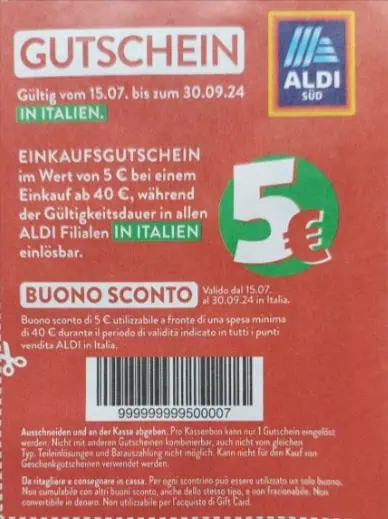 GUTSCHEIN
Gültig vom 15.07. bis zum 30.09.24
IN ITALIEN.
ALDI
SÜD
EINKAUFSGUTSCHEIN
im Wert von 5 € bei einem
Einkauf ab 40 €, während
der Gültigkeitsdauer in allen
ALDI Filialen IN ITALIEN
einlösbar.
5€
BUONO SCONTO Valido dal 15.07.
al 30.09.24 in Italia.
Buono sconto di 5 € utilizzabile a fronte di una spesa minima
di 40 € durante il periodo di validità indicato in tutti i punti
vendita ALDI in Italia.
9999999999500007
Ausschneiden und an der Kasse abgeben. Pro Kassenbon kann nur 1 Gutschein eingelöst
werden. Nicht mit anderen Gutscheinen kombinierbar, auch nicht vom gleichen
Typ. Teileinlösungen und Barauszahlung nicht möglich. Kann nicht für den Kauf von
Geschenkgutscheinen verwendet werden.
Da ritagliare e consegnare in cassa. Per ogni scontrino può essere utilizzato un solo buono.
Non cumulabile con altri buoni sconto, anche dello stesso tipo, e non frazionabile. Non
convertibile in denaro. Non utilizzabile per l'acquisto di Gift Card.